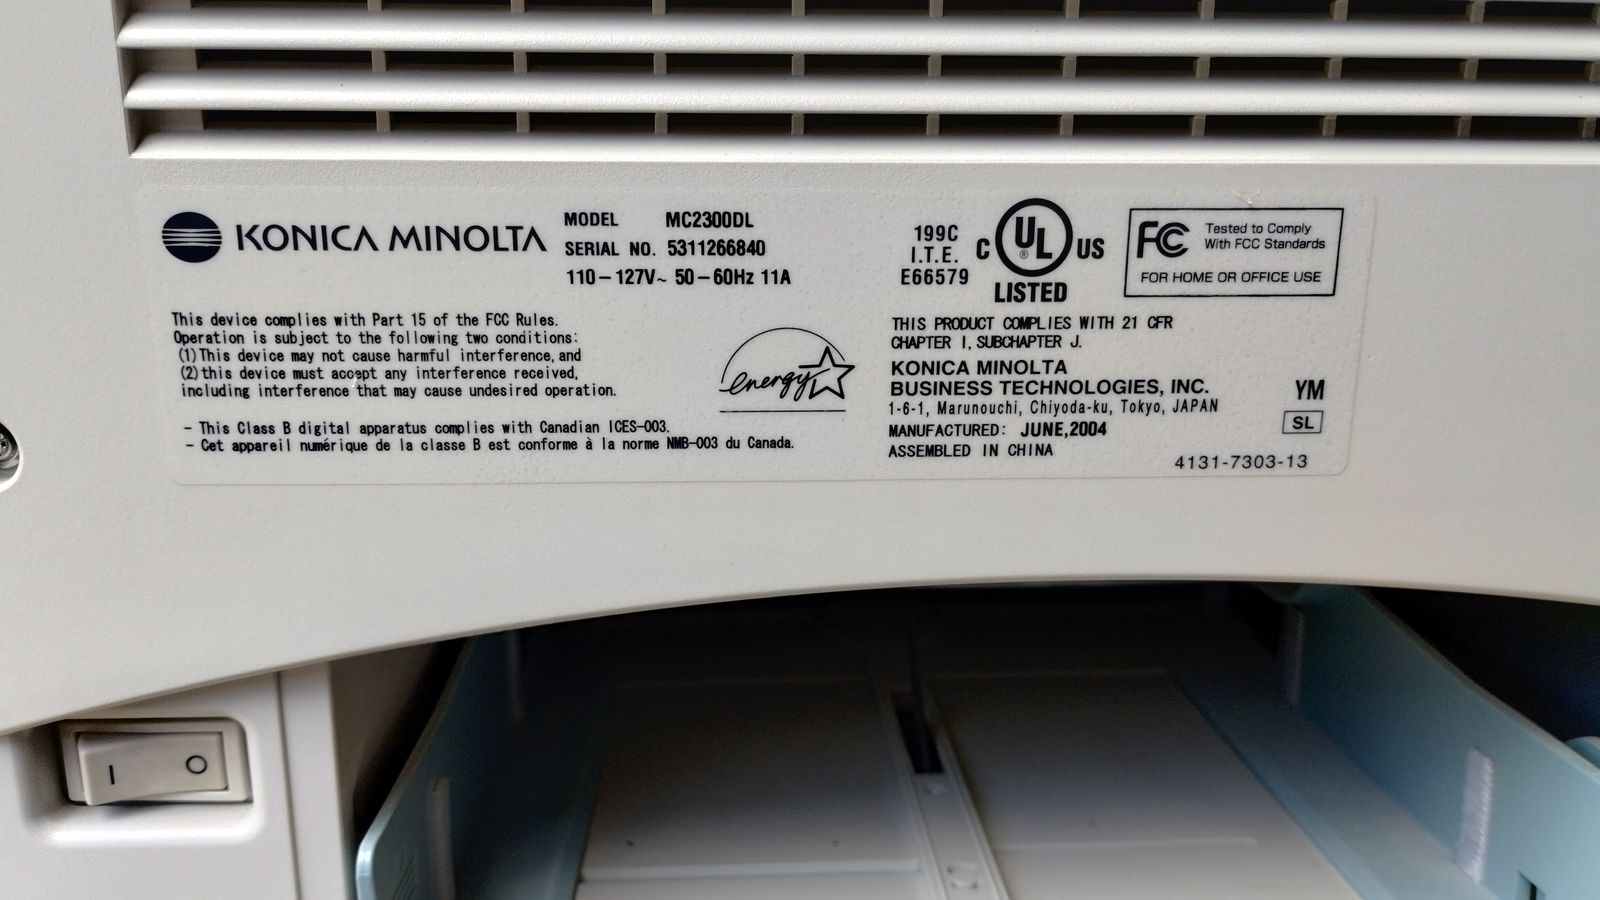 KONICA MINOLTA
MODEL MC2300DL
SERIAL NO. 5311266840
110-127V~ 50-60Hz 11A
199C
I.T.E.
E66579
C UL ® US
LISTED
FC Tested to Comply
With FCC Standards
FOR HOME OR OFFICE USE
This device complies with Part 15 of the FCC Rules.
Operation is subject to the following two conditions:
(1)This device may not cause harmful interference, and
(2)this device must accept any interference received,
including interference that may cause undesired operation.
- This Class B digital apparatus complies with Canadian ICES-003.
- Cet appareil numérique de la classe B est conforme à la norme NMB-003 du Canada.
energy
THIS PRODUCT COMPLIES WITH 21 CFR
CHAPTER I, SUBCHAPTER J.
KONICA MINOLTA
BUSINESS TECHNOLOGIES, INC.
1-6-1, Marunouchi, Chiyoda-ku, Tokyo, JAPAN
MANUFACTURED: JUNE,2004
ASSEMBLED IN CHINA
YM
SL
4131-7303-13
I O